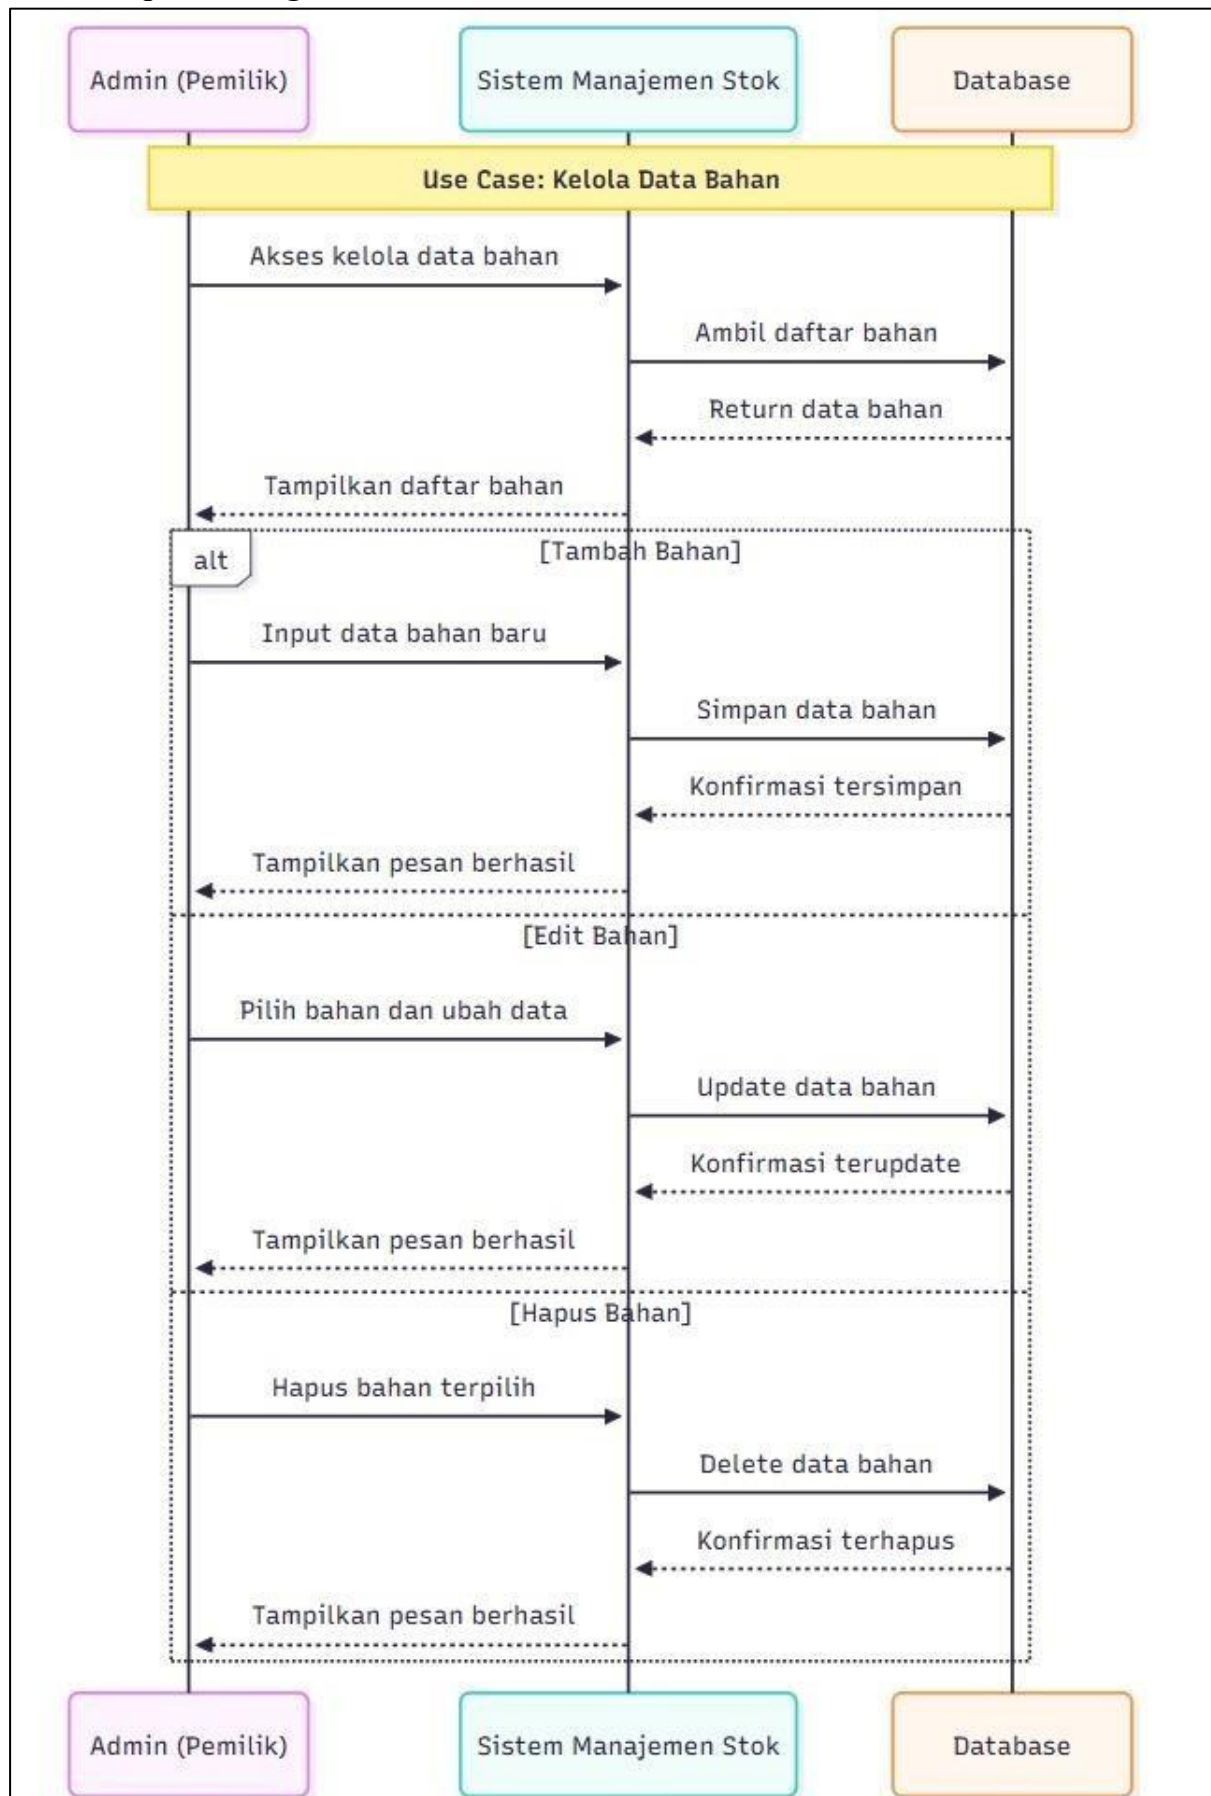 Admin (Pemilik)
Sistem Manajemen Stok
Database
Use Case: Kelola Data Bahan
Akses kelola data bahan
Ambil daftar bahan
Return data bahan
Tampilkan daftar bahan
alt
[Tambah Bahan]
Input data bahan baru
Simpan data bahan
Konfirmasi tersimpan
Tampilkan pesan berhasil
[Edit Bahan]
Pilih bahan dan ubah data
Update data bahan
Konfirmasi terupdate
Tampilkan pesan berhasil
[Hapus Bahan]
Hapus bahan terpilih
Delete data bahan
Konfirmasi terhapus
Tampilkan pesan berhasil
Admin (Pemilik)
Sistem Manajemen Stok
Database